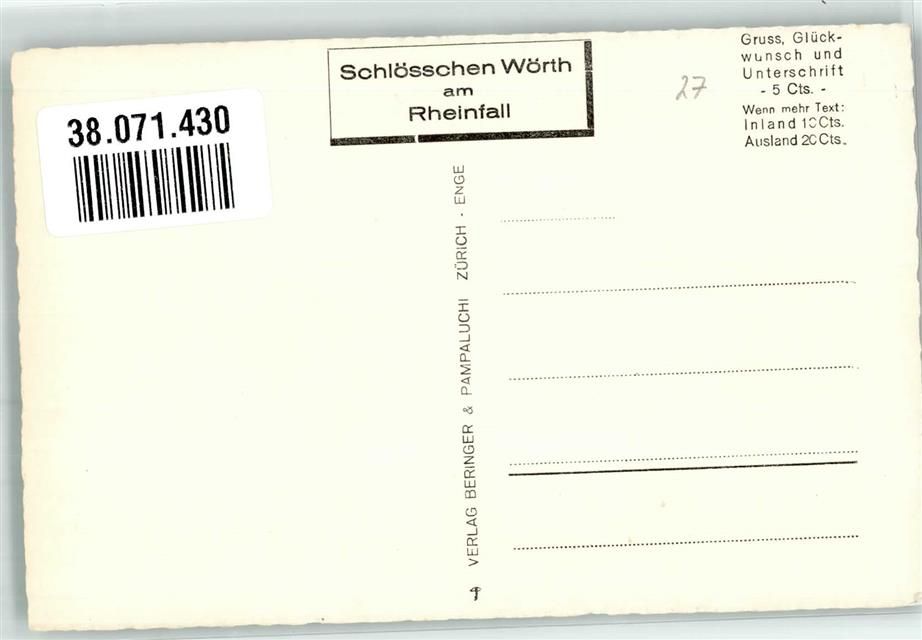 38.071.430
Schlösschen Wörth
am
Rheinfall
27
Gruss, Glück-
wunsch und
Unterschrift
- 5 Cts. -
Wenn mehr Text:
Inland 10 Cts.
Ausland 20 Cts.
VERLAG BERINGER & PAMPALUCHI ZÜRICH - ENGE